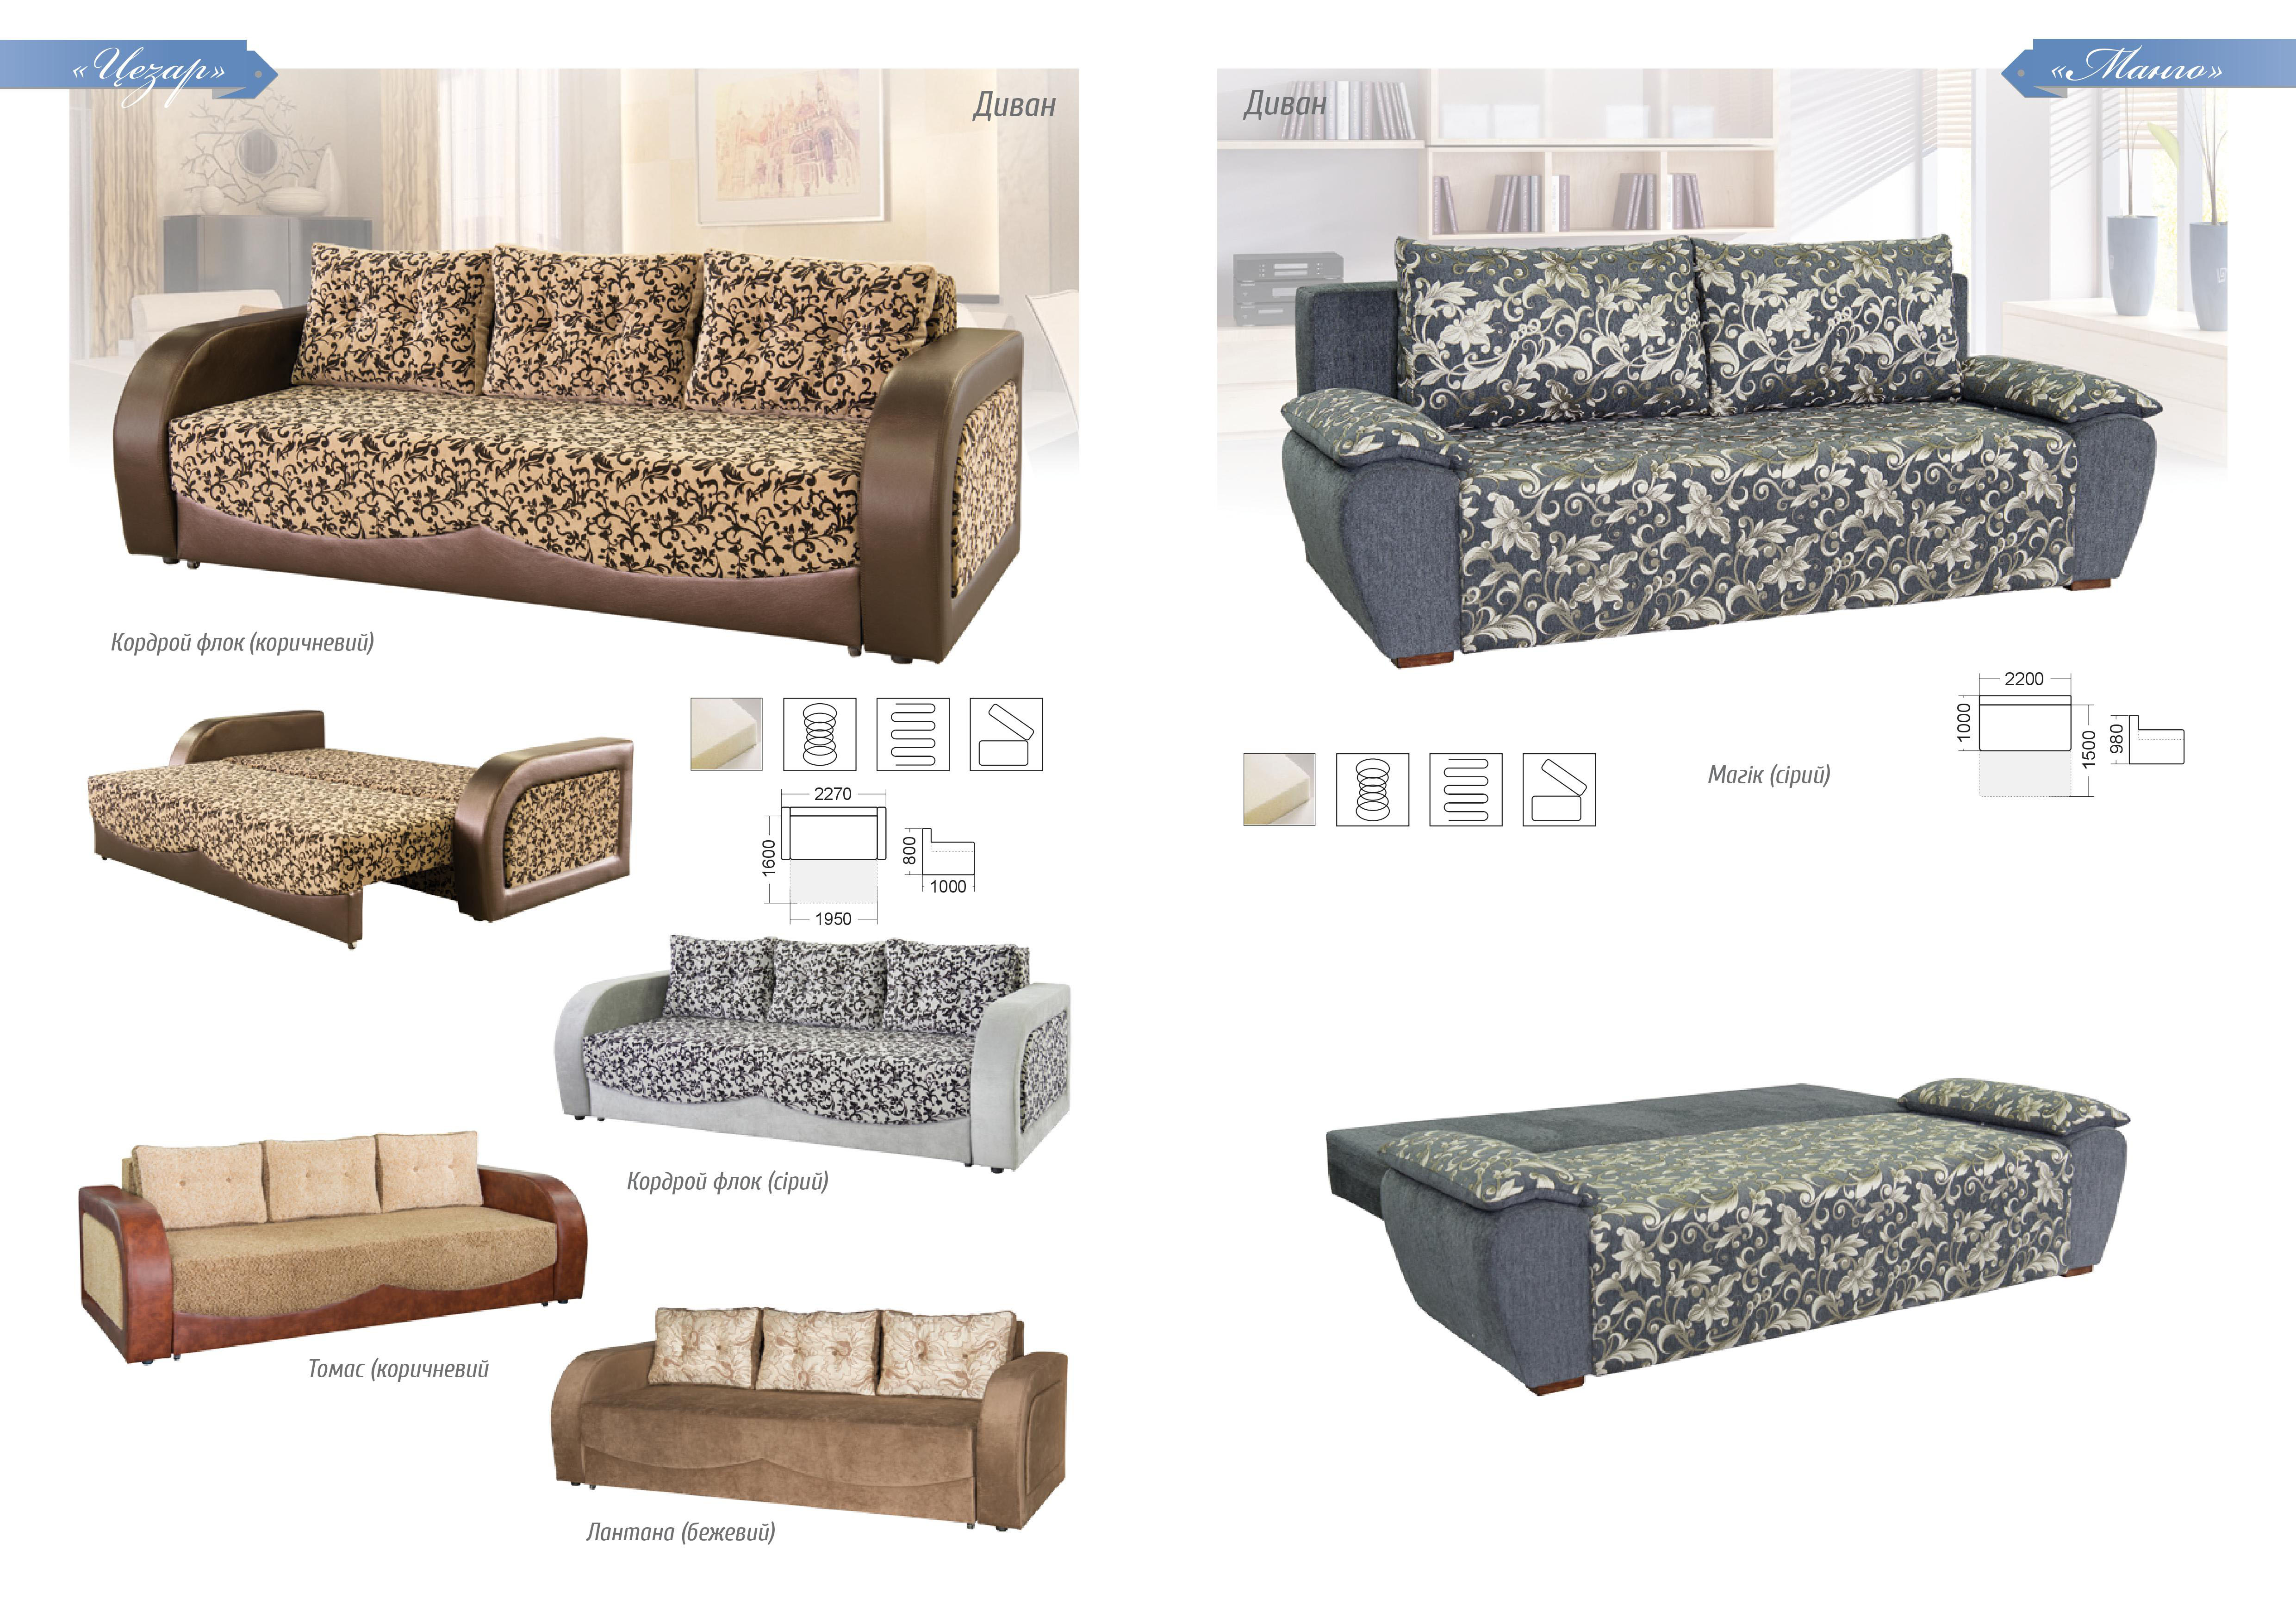 «Цезар»
Диван
Кордрой флок (коричневий)
2270
1600
800
1000
1950
Кордрой флок (сірий)
Томас (коричневий
Лантана (бежевий)
«Манго»
Диван
Магік (сірий)
2200
1000
1500
980